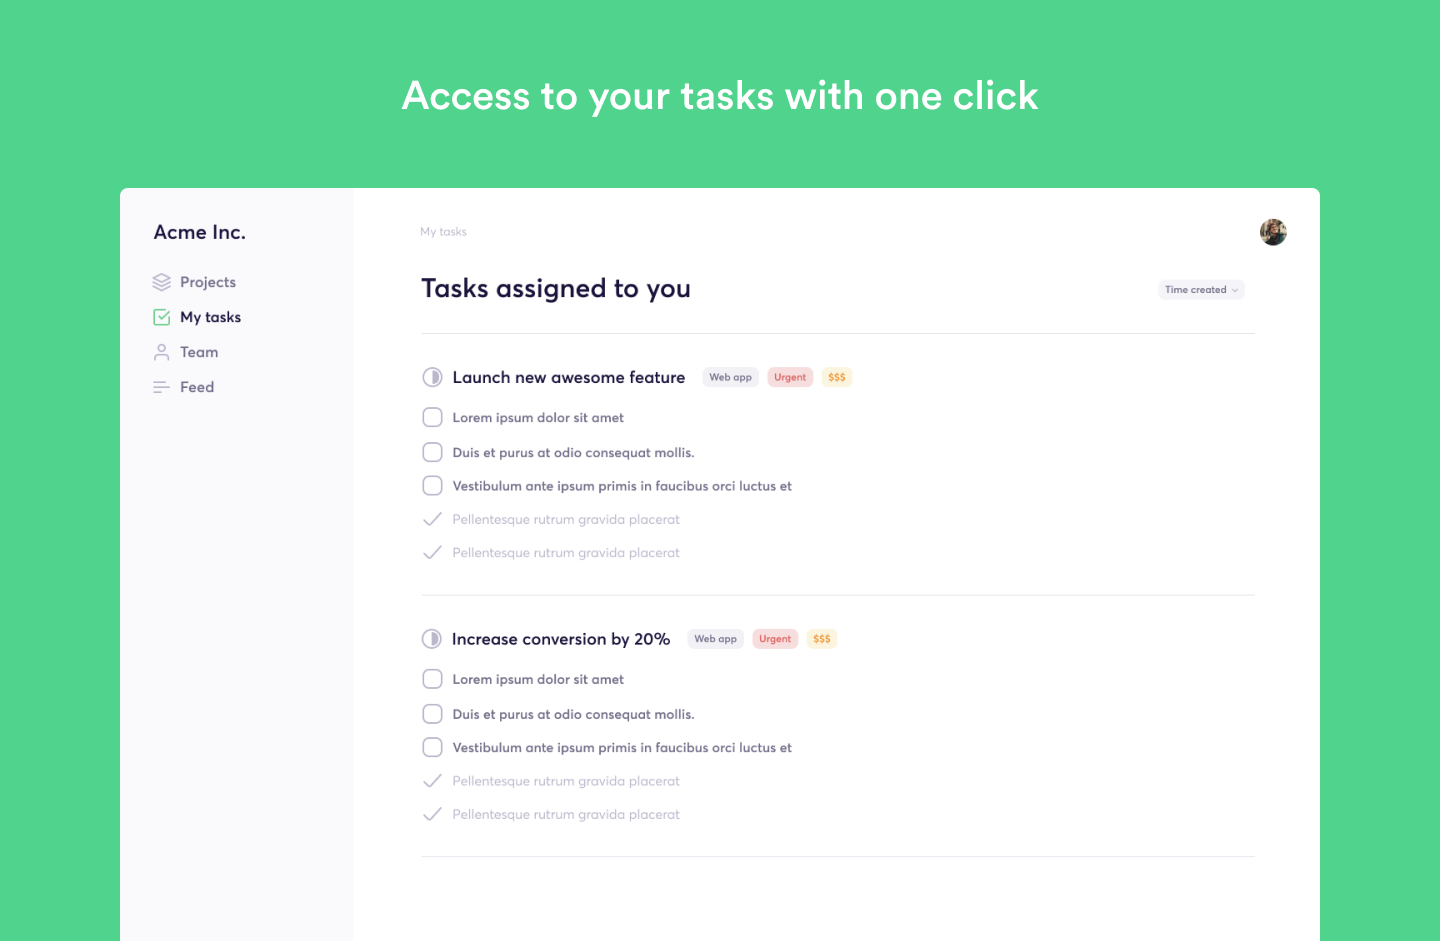 Access to your tasks with one click
Acme Inc.
Projects
My tasks
Team
Feed
My tasks
Tasks assigned to you
Time created
Launch new awesome feature Web app Urgent $$$
Lorem ipsum dolor sit amet
Duis et purus at odio consequat mollis.
Vestibulum ante ipsum primis in faucibus orci luctus et
Pellentesque rutrum gravida placerat
Pellentesque rutrum gravida placerat
Increase conversion by 20% Web app Urgent $$$
Lorem ipsum dolor sit amet
Duis et purus at odio consequat mollis.
Vestibulum ante ipsum primis in faucibus orci luctus et
Pellentesque rutrum gravida placerat
Pellentesque rutrum gravida placerat